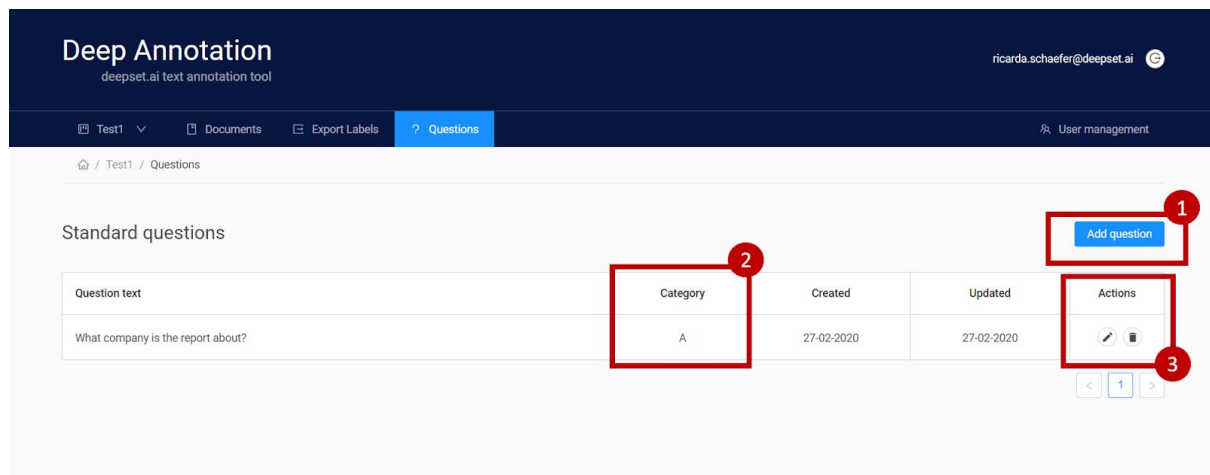 Deep Annotation
deepset.ai text annotation tool
ricarda.schaefer@deepset.ai
Test1 Documents Export Labels ? Questions User management
/ Test1 / Questions
1
Standard questions Add question
2
Question text Category Created Updated Actions
What company is the report about? A 27-02-2020 27-02-2020
3
< 1 >